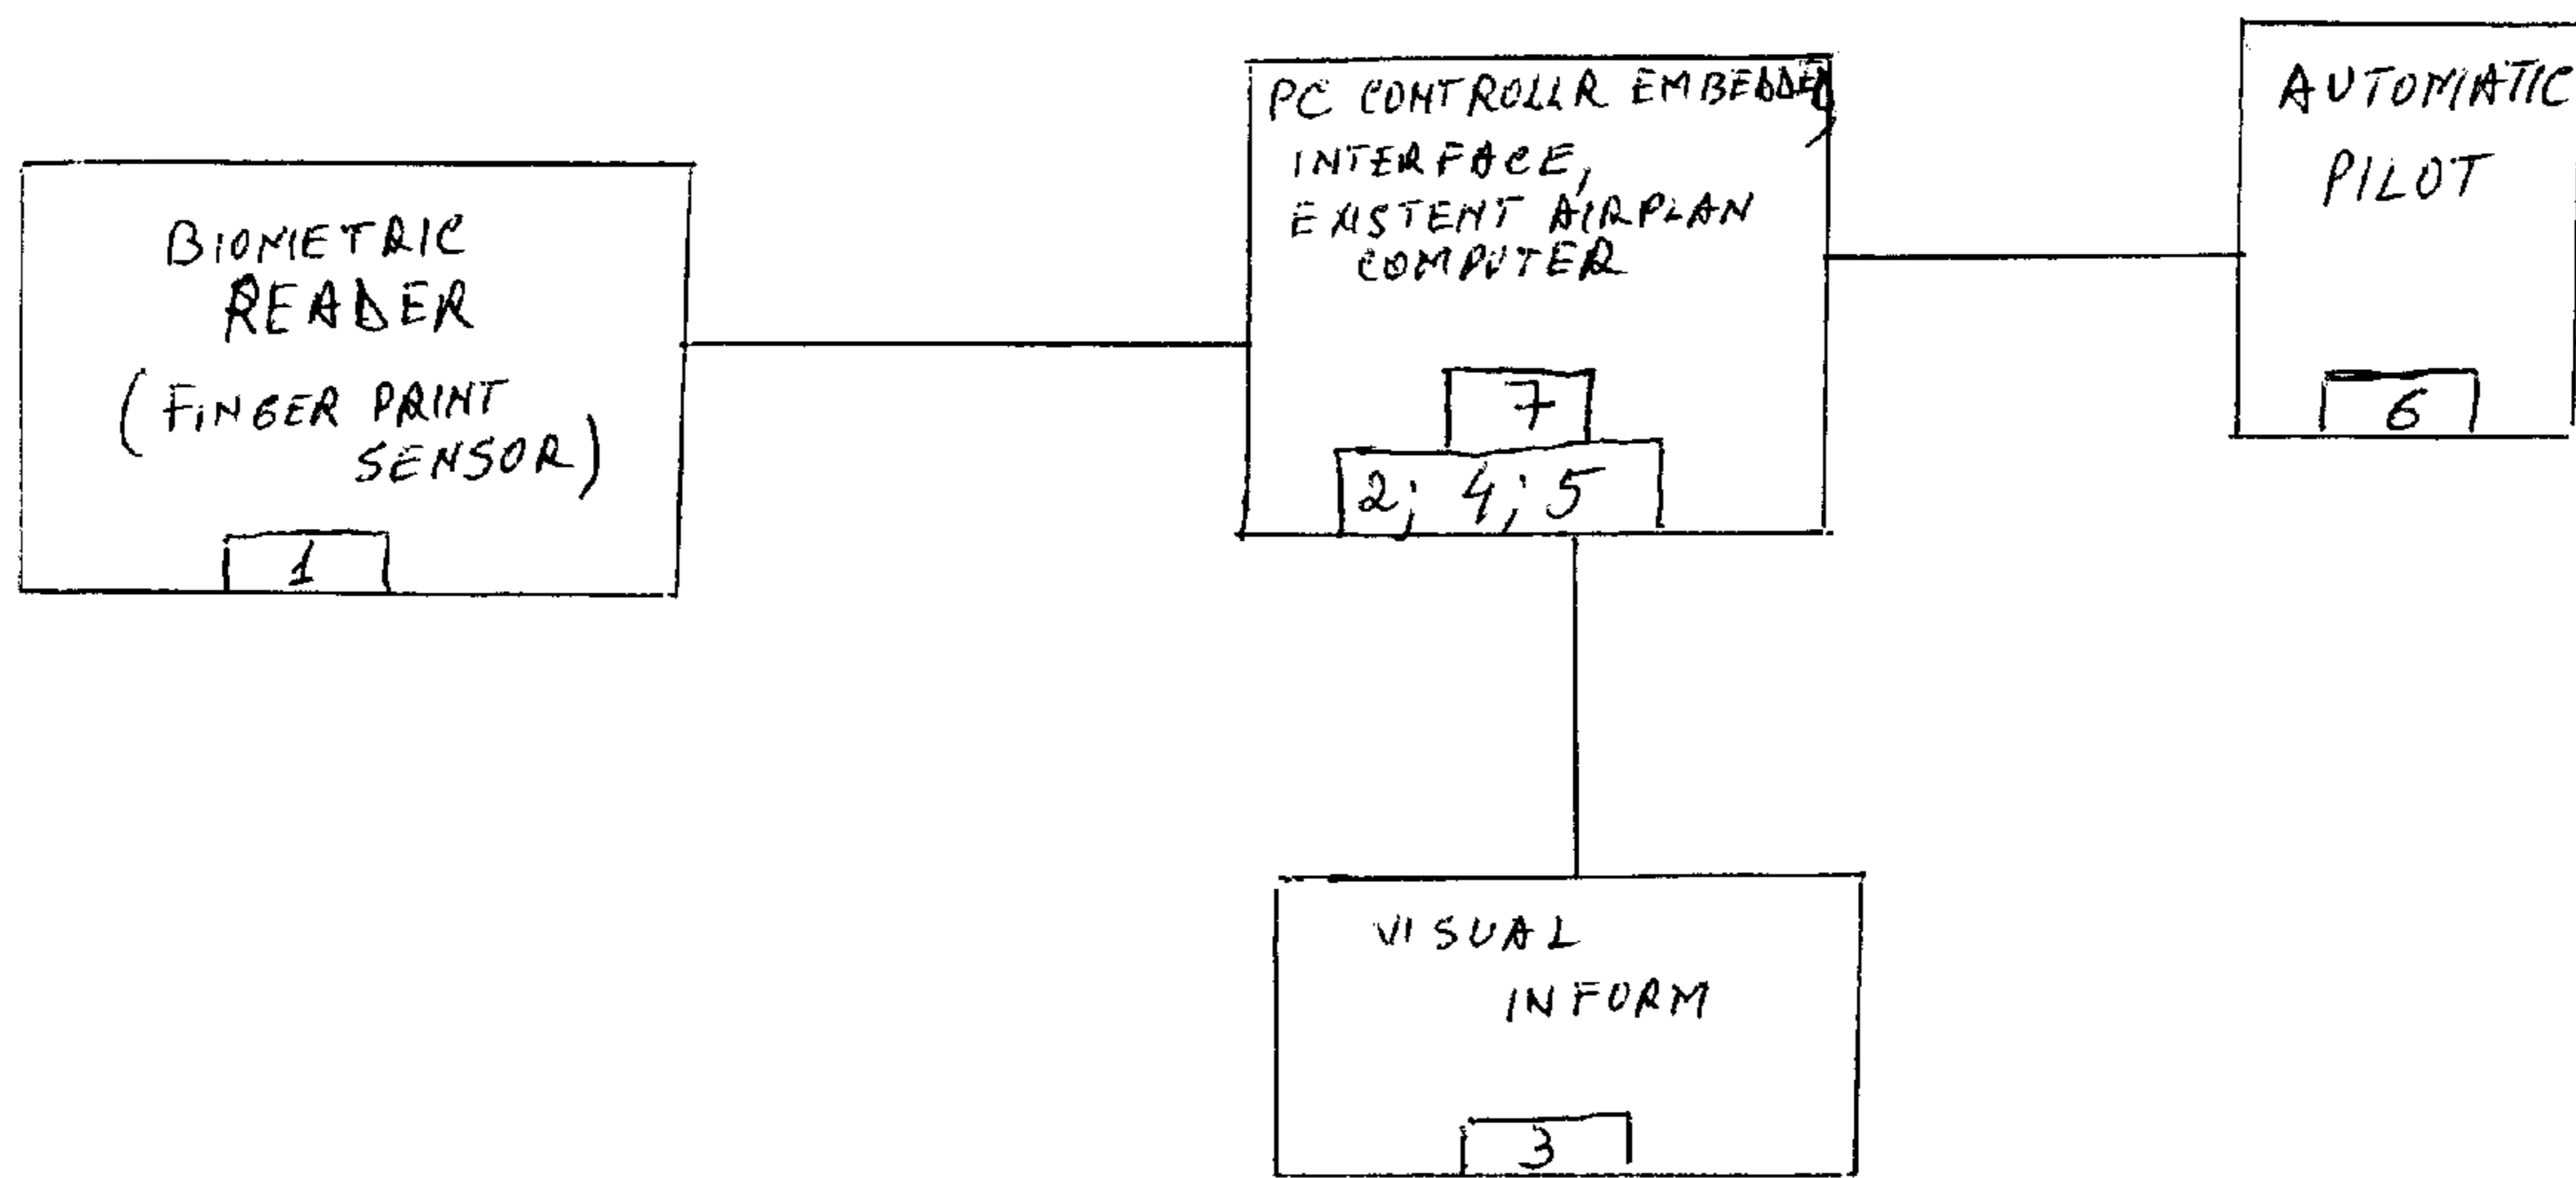 BIOMETRIC
READER
(FINGER PRINT
SENSOR)
1
PC CONTROLLR EMBEDDED,
INTERFACE,
EXISTENT AIRPLAN
COMPUTER
7
2; 4; 5
AUTOMATIC
PILOT
6
VISUAL
INFORM
3